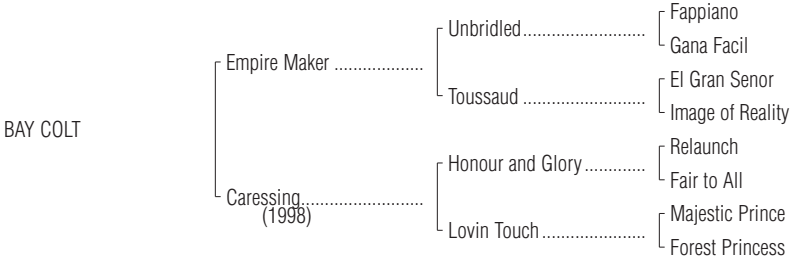 Fappiano
Unbridled..........................
Gana Facil
Empire Maker ...................
El Gran Senor
Toussaud ..........................
Image of Reality
BAY COLT
Relaunch
Honour and Glory.............
Fair to All
Caressing..........................
(1998)
Majestic Prince
Lovin Touch......................
Forest Princess